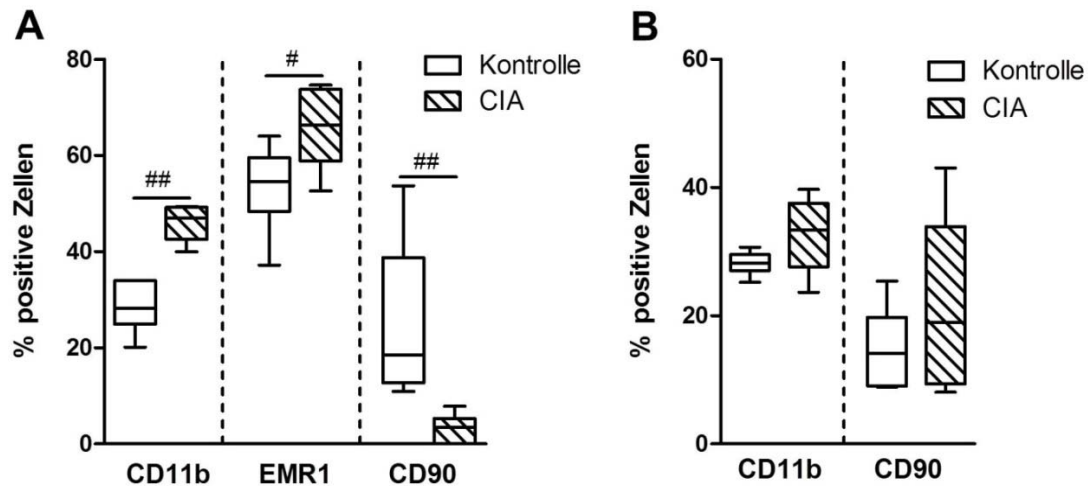 A
% positive Zellen
80
60
40
20
0
#
##
##
Kontrolle
CIA
CD11b
EMR1
CD90
B
% positive Zellen
60
40
20
0
Kontrolle
CIA
CD11b
CD90